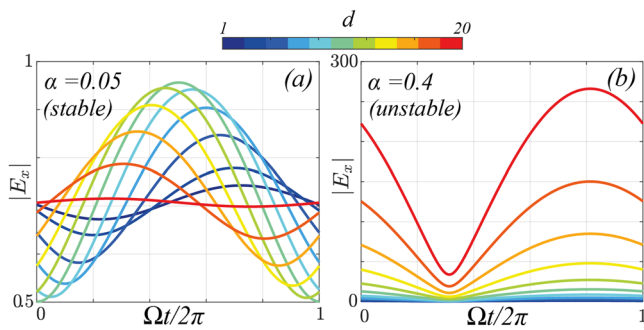 d
1 20
1
(a)
α =0.05
(stable)
|Eₓ|
0.5
0 1
Ωt/2π
300
(b)
α =0.4
(unstable)
|Eₓ|
0
0 1
Ωt/2π